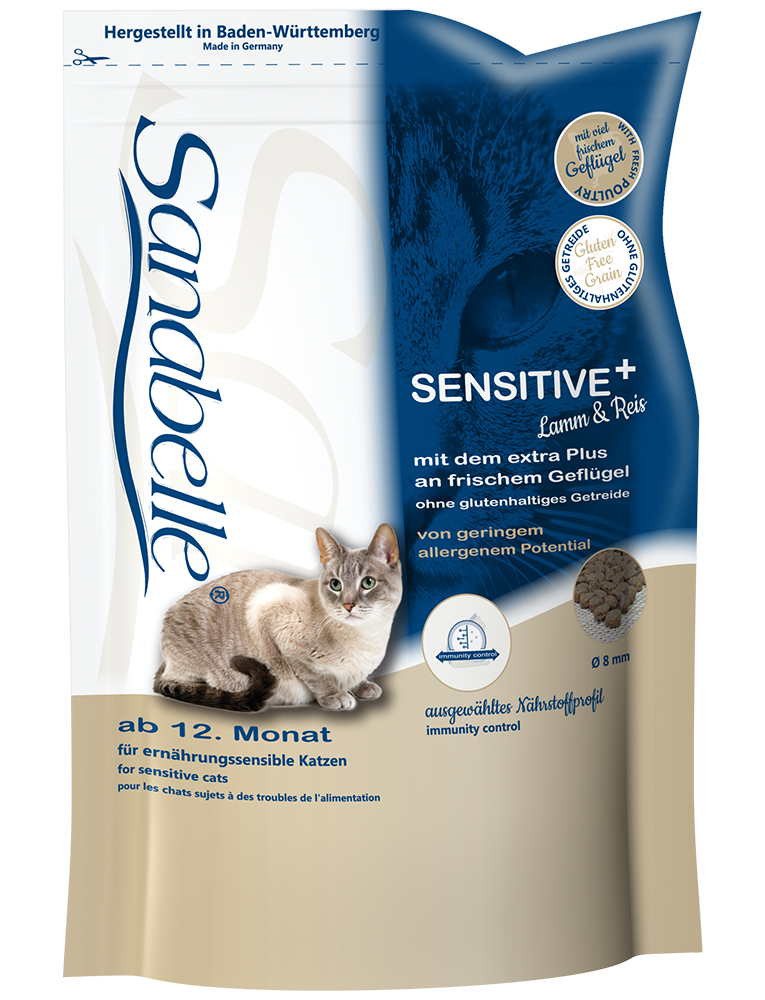 Hergestellt in Baden-Württemberg
Made in Germany
Sanabelle®
mit viel
frischem
Geflügel
WITH FRESH POULTRY
GETREIDE
OHNE GLUTENHALTIGES
Gluten
Free
Grain
SENSITIVE+
Lamm & Reis
mit dem extra Plus
an frischem Geflügel
ohne glutenhaltiges Getreide
von geringem
allergenem Potential
immunity control
Ø 8 mm
ausgewähltes Nährstoffprofil
immunity control
ab 12. Monat
für ernährungssensible Katzen
for sensitive cats
pour les chats sujets à des troubles de l'alimentation